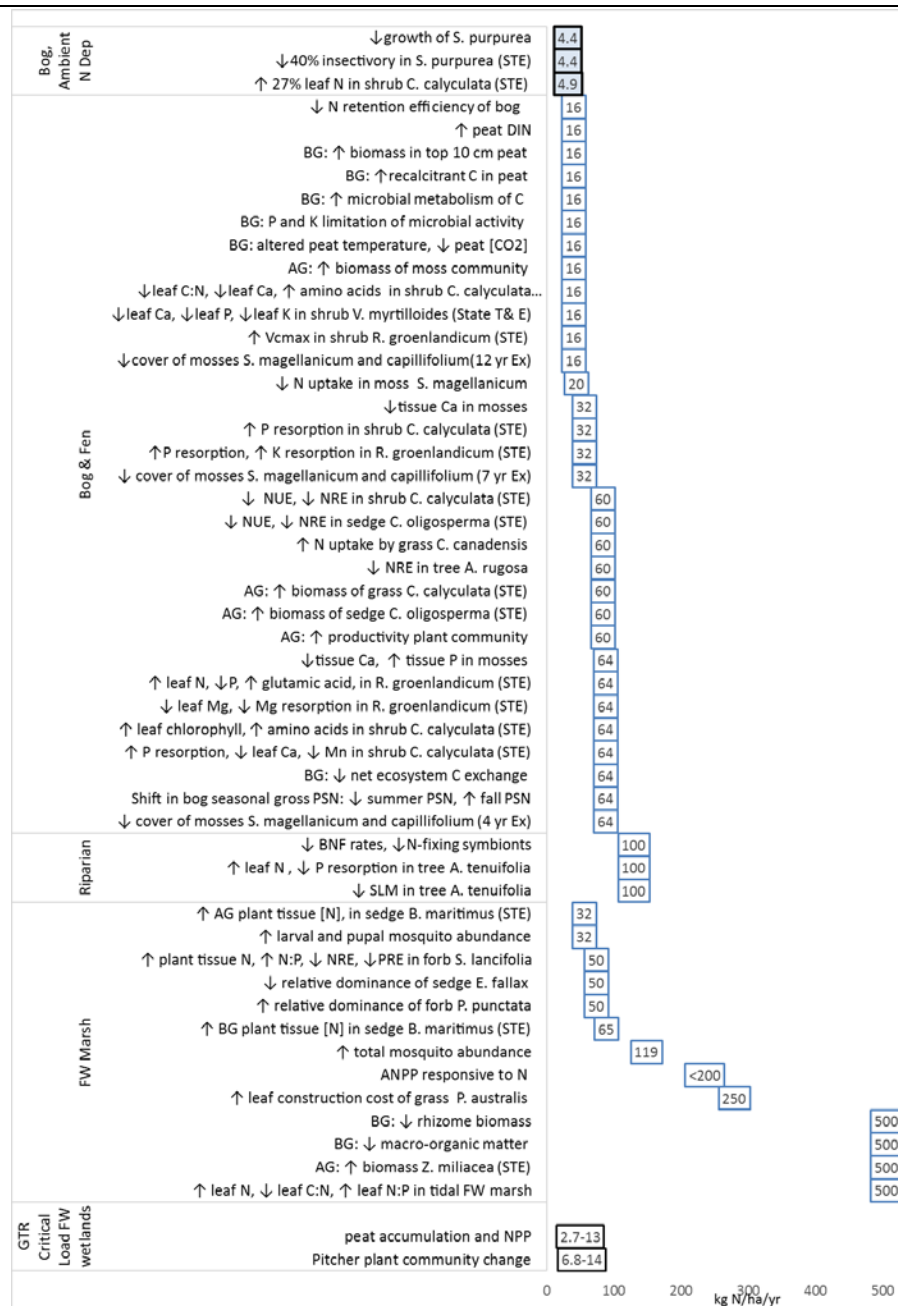 Bog,
Ambient
N Dep
↓growth of S. purpurea 4.4
↓40% insectivory in S. purpurea (STE) 4.4
↑ 27% leaf N in shrub C. calyculata (STE) 4.9
Bog & Fen
↓ N retention efficiency of bog 16
↑ peat DIN 16
BG: ↑ biomass in top 10 cm peat 16
BG: ↑recalcitrant C in peat 16
BG: ↑ microbial metabolism of C 16
BG: P and K limitation of microbial activity 16
BG: altered peat temperature, ↓ peat [CO2] 16
AG: ↑ biomass of moss community 16
↓leaf C:N, ↓leaf Ca, ↑ amino acids in shrub C. calyculata... 16
↓leaf Ca, ↓leaf P, ↓leaf K in shrub V. myrtilloides (State T& E) 16
↑ Vcmax in shrub R. groenlandicum (STE) 16
↓cover of mosses S. magellanicum and capillifolium(12 yr Ex) 16
↓ N uptake in moss S. magellanicum 20
↓tissue Ca in mosses 32
↑ P resorption in shrub C. calyculata (STE) 32
↑P resorption, ↑ K resorption in R. groenlandicum (STE) 32
↓ cover of mosses S. magellanicum and capillifolium (7 yr Ex) 32
↓ NUE, ↓ NRE in shrub C. calyculata (STE) 60
↓ NUE, ↓ NRE in sedge C. oligosperma (STE) 60
↑ N uptake by grass C. canadensis 60
↓ NRE in tree A. rugosa 60
AG: ↑ biomass of grass C. calyculata (STE) 60
AG: ↑ biomass of sedge C. oligosperma (STE) 60
AG: ↑ productivity plant community 60
↓tissue Ca, ↑ tissue P in mosses 64
↑ leaf N, ↓P, ↑ glutamic acid, in R. groenlandicum (STE) 64
↓ leaf Mg, ↓ Mg resorption in R. groenlandicum (STE) 64
↑ leaf chlorophyll, ↑ amino acids in shrub C. calyculata (STE) 64
↑ P resorption, ↓ leaf Ca, ↓ Mn in shrub C. calyculata (STE) 64
BG: ↓ net ecosystem C exchange 64
Shift in bog seasonal gross PSN: ↓ summer PSN, ↑ fall PSN 64
↓ cover of mosses S. magellanicum and capillifolium (4 yr Ex) 64
Riparian
↓ BNF rates, ↓N-fixing symbionts 100
↑ leaf N , ↓ P resorption in tree A. tenuifolia 100
↓ SLM in tree A. tenuifolia 100
FW Marsh
↑ AG plant tissue [N], in sedge B. maritimus (STE) 32
↑ larval and pupal mosquito abundance 32
↑ plant tissue N, ↑ N:P, ↓ NRE, ↓PRE in forb S. lancifolia 50
↓ relative dominance of sedge E. fallax 50
↑ relative dominance of forb P. punctata 50
↑ BG plant tissue [N] in sedge B. maritimus (STE) 65
↑ total mosquito abundance 119
ANPP responsive to N <200
↑ leaf construction cost of grass P. australis 250
BG: ↓ rhizome biomass 500
BG: ↓ macro-organic matter 500
AG: ↑ biomass Z. miliacea (STE) 500
↑ leaf N, ↓ leaf C:N, ↑ leaf N:P in tidal FW marsh 500
GTR
Critical
Load FW
wetlands
peat accumulation and NPP 2.7-13
Pitcher plant community change 6.8-14
0 100 200 300 400 500
kg N/ha/yr